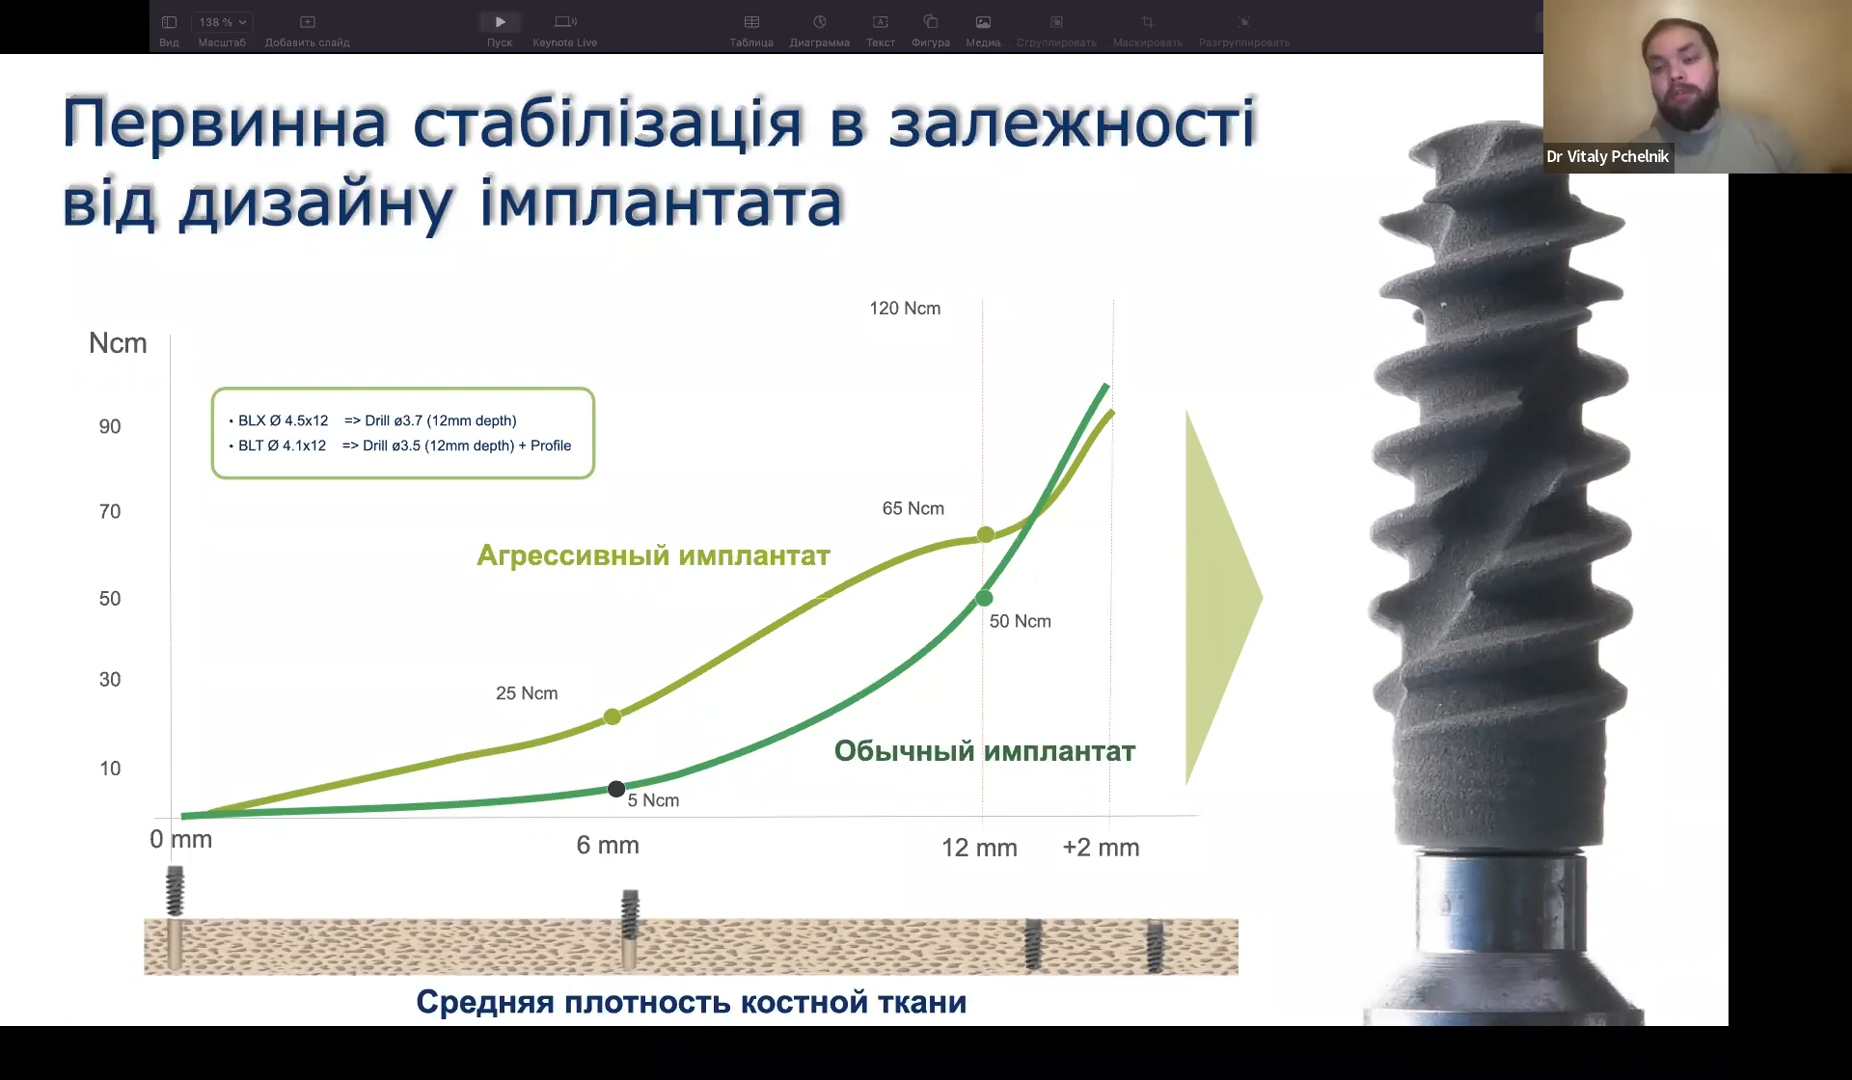 138 %
Вид
Масштаб
Добавить слайд
Пуск
Keynote Live
Таблица
Диаграмма
Текст
Фигура
Медиа
Сгруппировать
Маскировать
Разгруппировать
Dr Vitaly Pchelnik
Первинна стабілізація в залежності
від дизайну імплантата
120 Ncm
Ncm
• BLX Ø 4.5x12 => Drill ø3.7 (12mm depth)
• BLT Ø 4.1x12 => Drill ø3.5 (12mm depth) + Profile
90
70
50
30
10
65 Ncm
Агрессивный имплантат
50 Ncm
25 Ncm
Обычный имплантат
5 Ncm
0 mm
6 mm
12 mm
+2 mm
Средняя плотность костной ткани